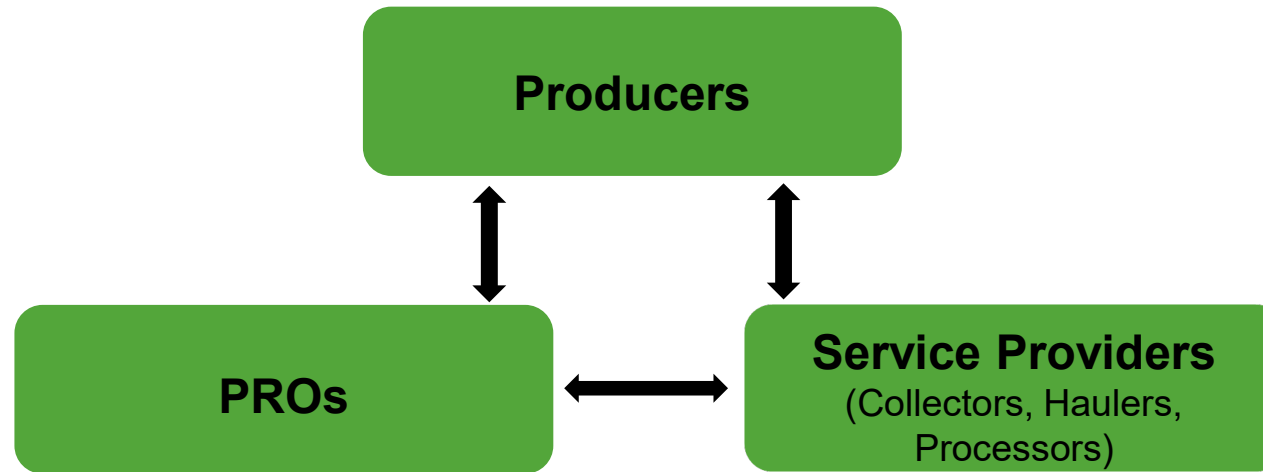 Producers
PROs
Service Providers
(Collectors, Haulers,
Processors)